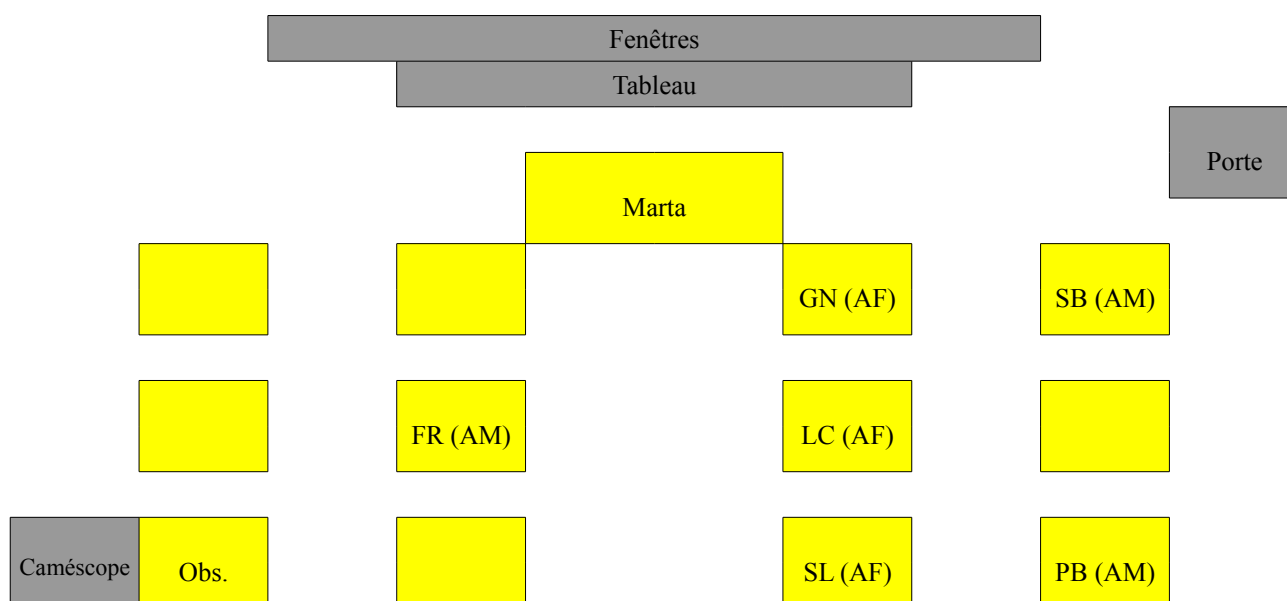 Fenêtres
Tableau
Porte
Marta
GN (AF)
SB (AM)
FR (AM)
LC (AF)
Caméscope
Obs.
SL (AF)
PB (AM)